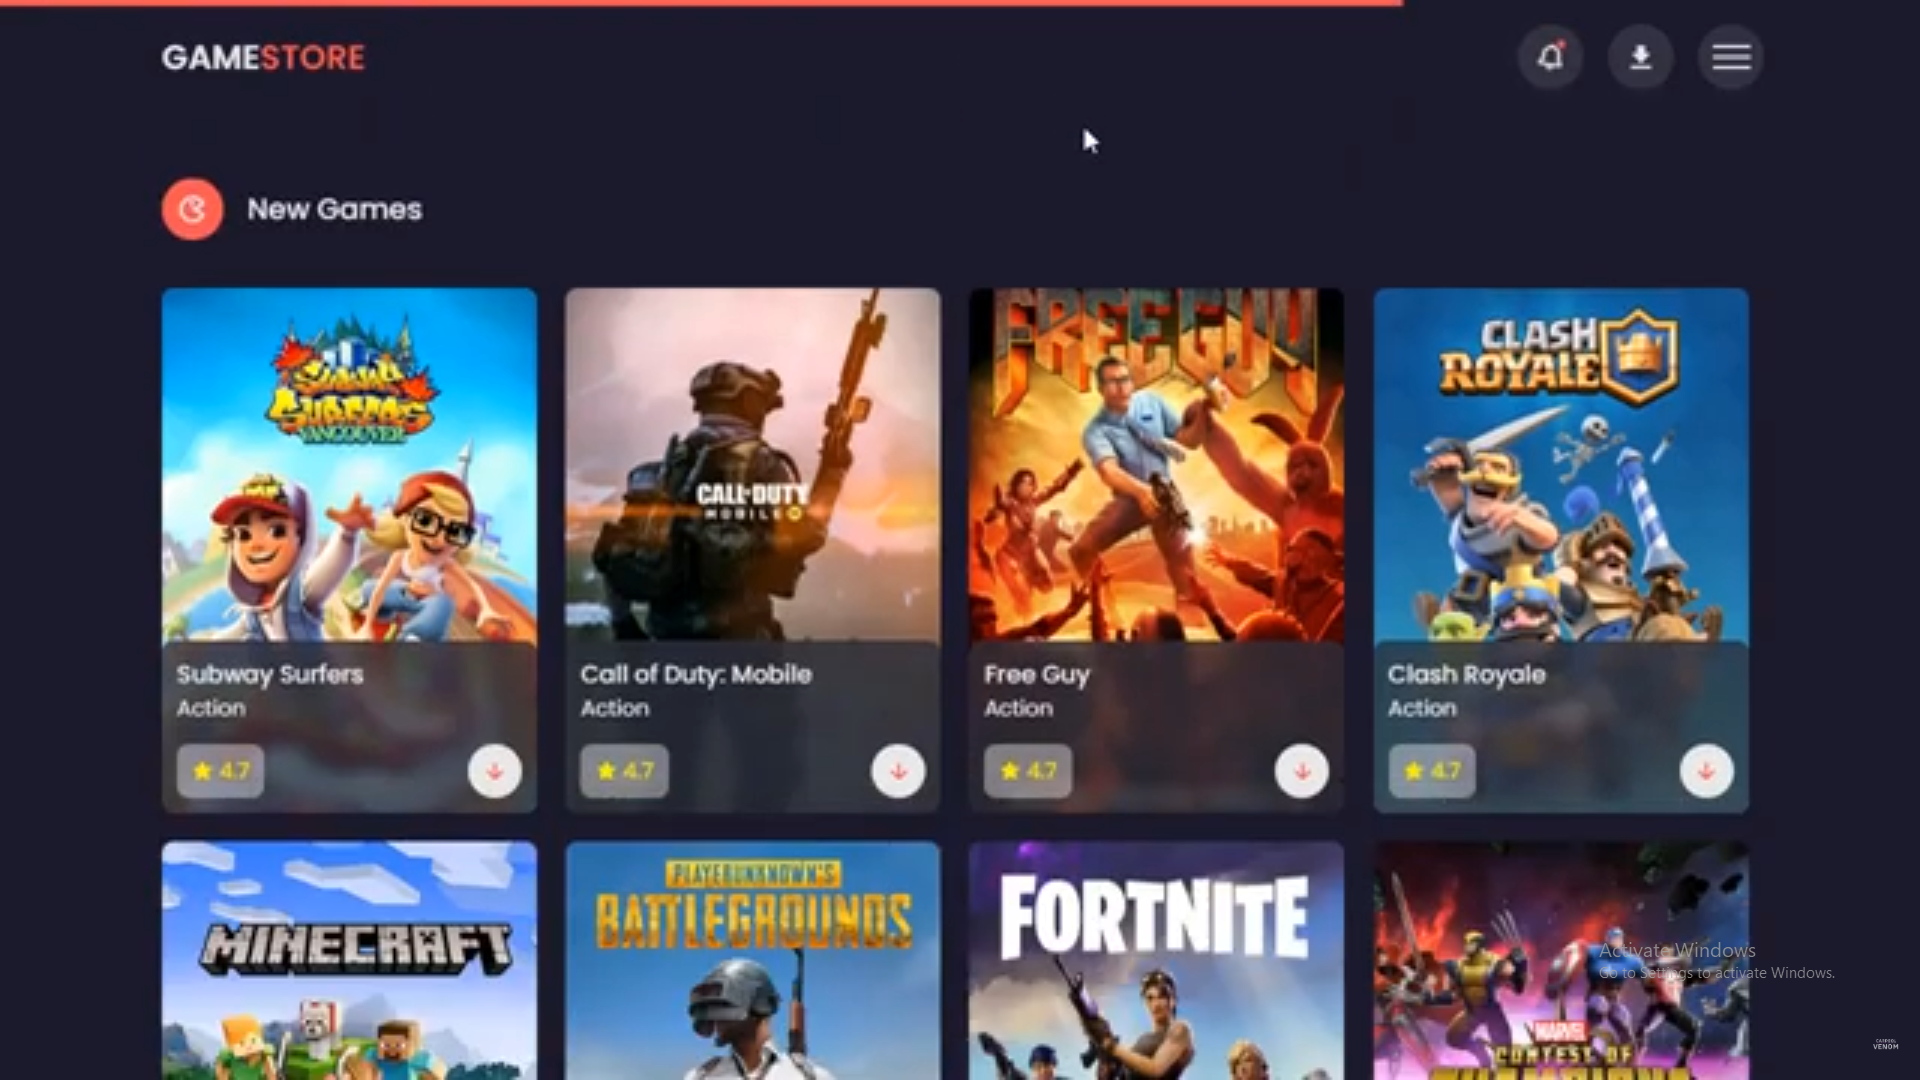 GAMESTORE
New Games
SUBWAY
SURFERS
VANCOUVER
CALL OF DUTY
MOBILE
FREE GUY
CLASH
ROYALE
Subway Surfers
Action
4.7
Call of Duty: Mobile
Action
4.7
Free Guy
Action
4.7
Clash Royale
Action
4.7
MINECRAFT
PLAYERUNKNOWN'S
BATTLEGROUNDS
FORTNITE
MARVEL
CONTEST OF
CHAMPIONS
Activate Windows
Go to Settings to activate Windows.
VENOM